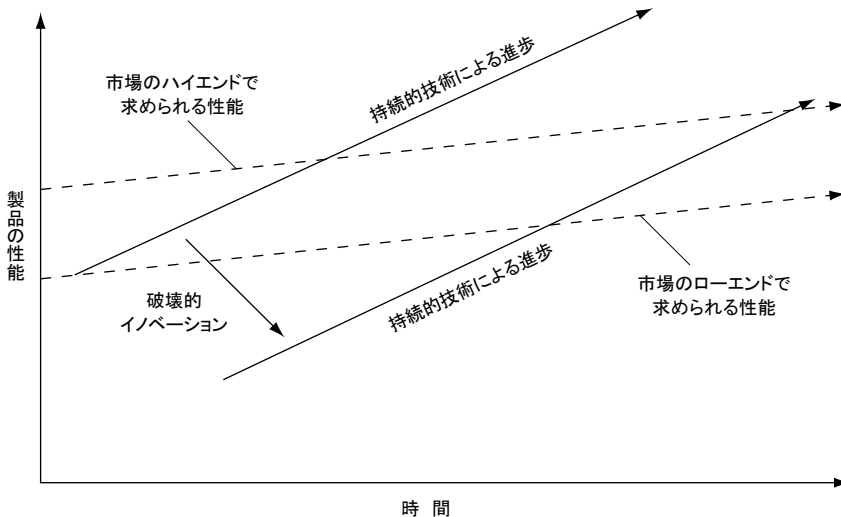 持続的技術による進歩
市場のハイエンドで
求められる性能
製品の性能
破壊的
イノベーション
持続的技術による進歩
市場のローエンドで
求められる性能
時 間